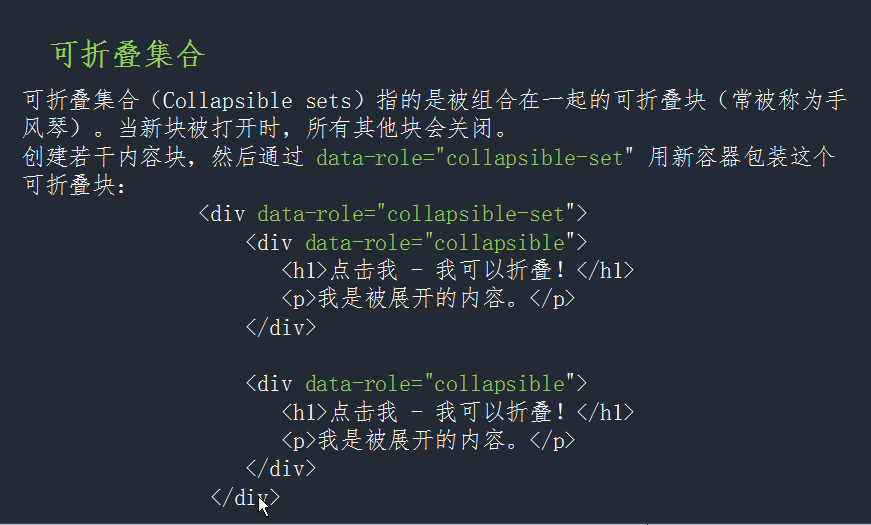 可折叠集合
可折叠集合（Collapsible sets）指的是被组合在一起的可折叠块（常被称为手
风琴）。当新块被打开时，所有其他块会关闭。
创建若干内容块，然后通过 data-role="collapsible-set" 用新容器包装这个
可折叠块：
<div data-role="collapsible-set">
<div data-role="collapsible">
<h1>点击我 - 我可以折叠！</h1>
<p>我是被展开的内容。</p>
</div>
<div data-role="collapsible">
<h1>点击我 - 我可以折叠！</h1>
<p>我是被展开的内容。</p>
</div>
</div>